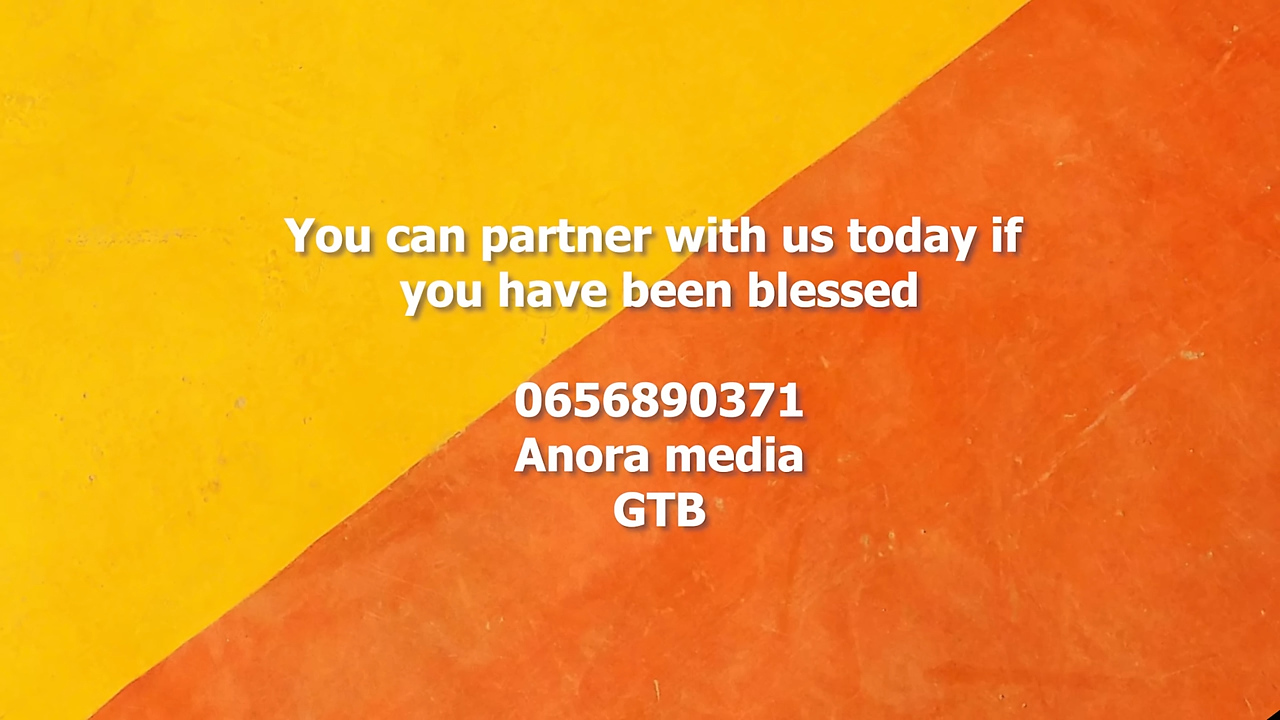 You can partner with us today if
you have been blessed
0656890371
Anora media
GTB